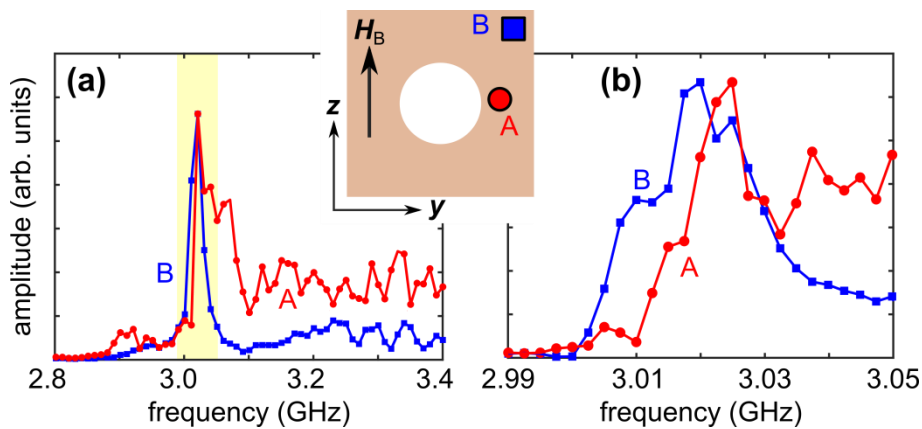 (a)
B
A
amplitude (arb. units)
2.8 3.0 3.2 3.4
frequency (GHz)
H_B
B
A
z
y
(b)
B
A
2.99 3.01 3.03 3.05
frequency (GHz)